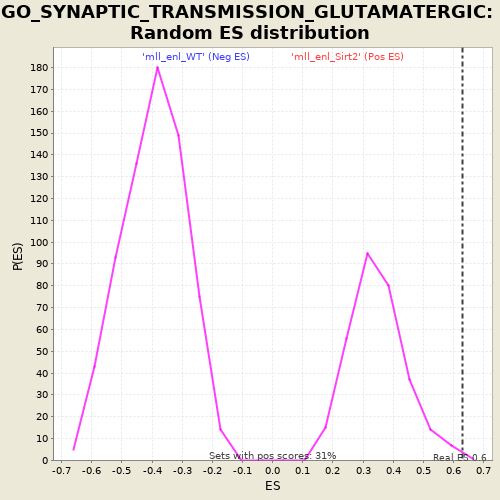 GO_SYNAPTIC_TRANSMISSION_GLUTAMATERGIC:
Random ES distribution
'mll_enl_WT' (Neg ES)
'mll_enl_Sirt2' (Pos ES)
P(ES)
180
170
160
150
140
130
120
110
100
90
80
70
60
50
40
30
20
10
0
Sets with pos scores: 31%
Real ES 0.6
-0.7 -0.6 -0.5 -0.4 -0.3 -0.2 -0.1 0.0 0.1 0.2 0.3 0.4 0.5 0.6 0.7
ES